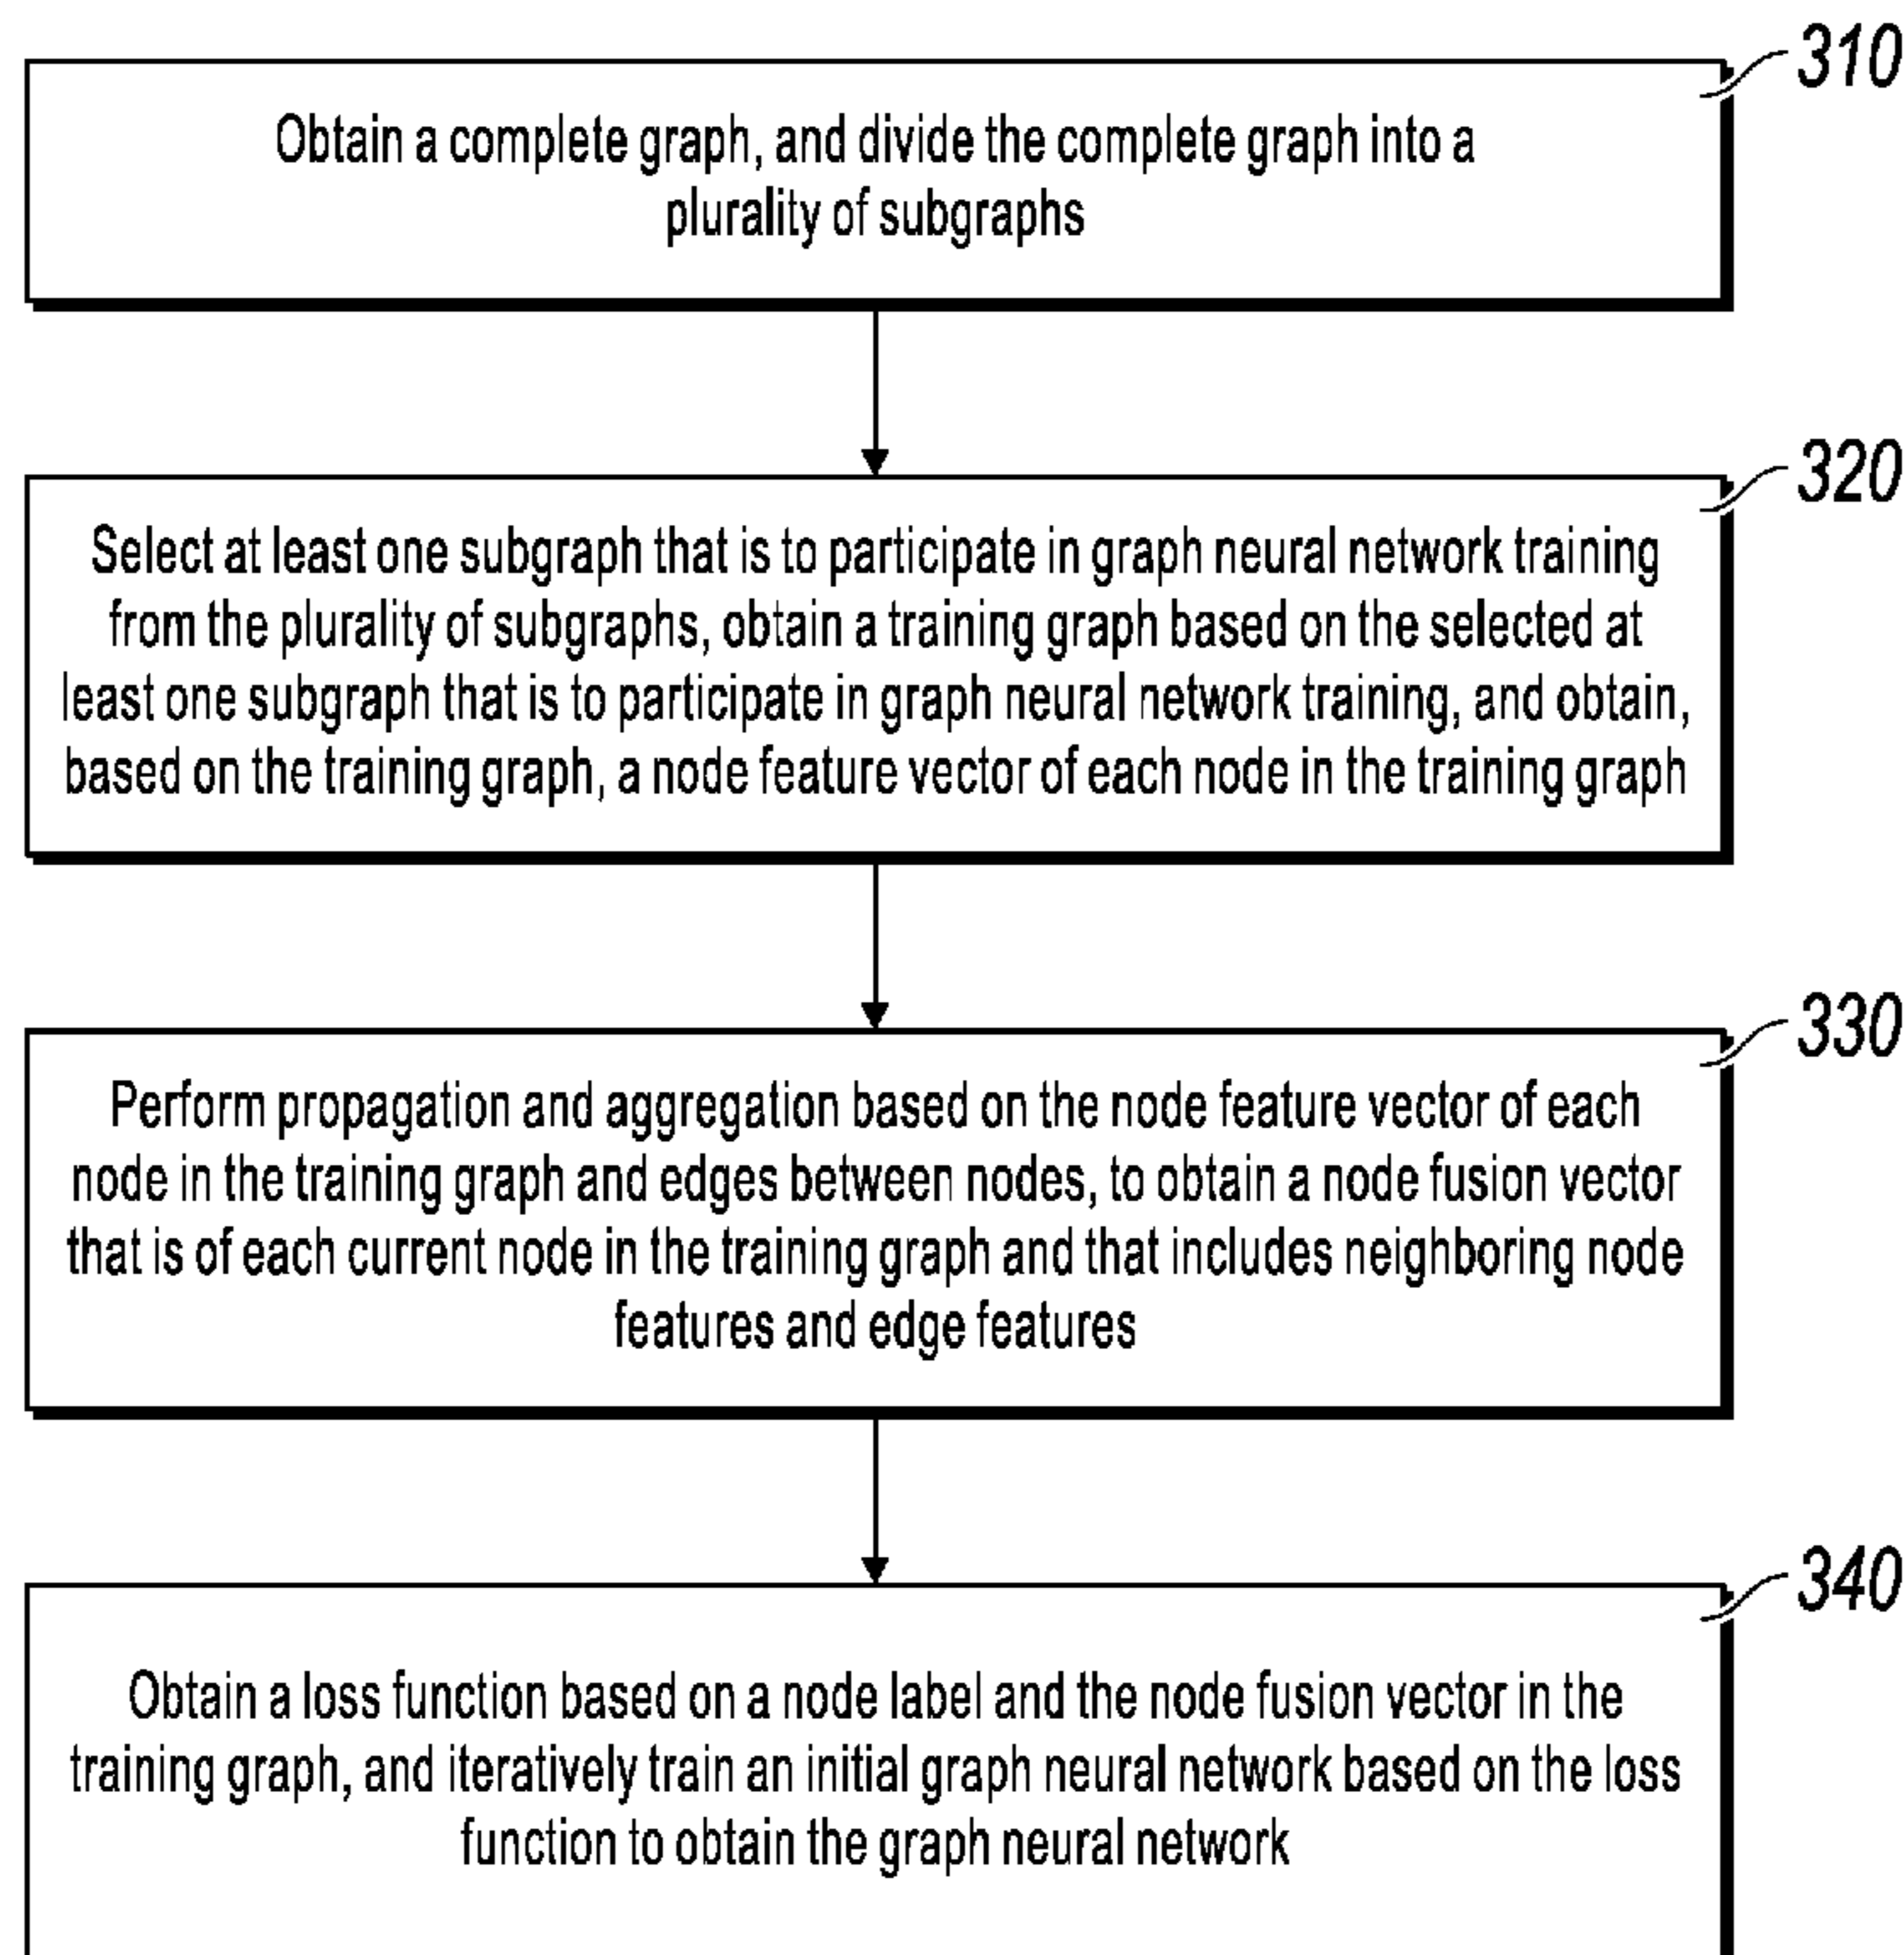 310
Obtain a complete graph, and divide the complete graph into a
plurality of subgraphs
320
Select at least one subgraph that is to participate in graph neural network training
from the plurality of subgraphs, obtain a training graph based on the selected at
least one subgraph that is to participate in graph neural network training, and obtain,
based on the training graph, a node feature vector of each node in the training graph
330
Perform propagation and aggregation based on the node feature vector of each
node in the training graph and edges between nodes, to obtain a node fusion vector
that is of each current node in the training graph and that includes neighboring node
features and edge features
340
Obtain a loss function based on a node label and the node fusion vector in the
training graph, and iteratively train an initial graph neural network based on the loss
function to obtain the graph neural network